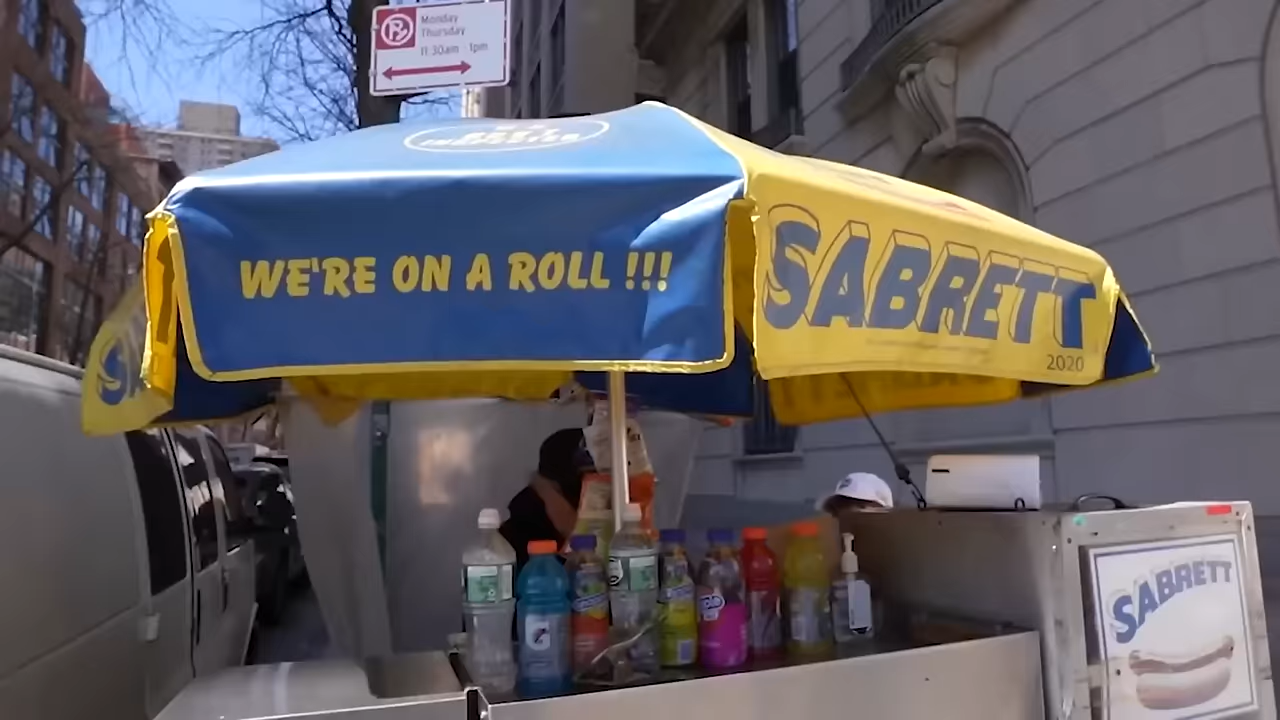 Monday
Thursday
11:30am - 1pm
WE'RE ON A ROLL !!!
SABRETT
2020
SABRETT